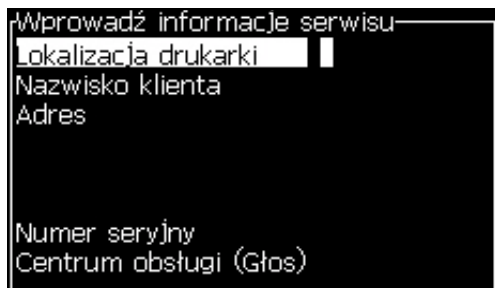 Wprowadź informacje serwisu
Lokalizacja drukarki
Nazwisko klienta
Adres
Numer seryjny
Centrum obsługi (Głos)